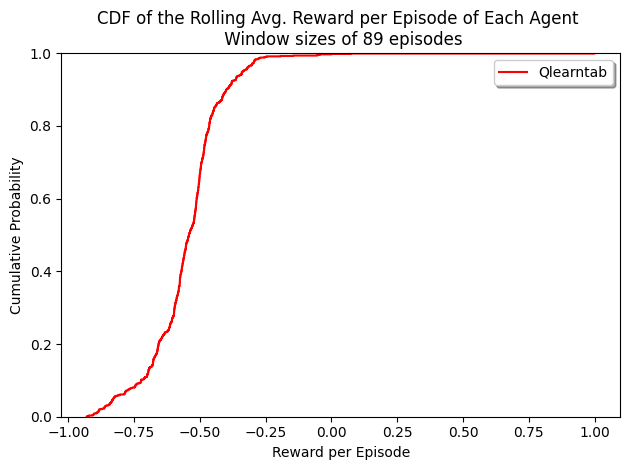 CDF of the Rolling Avg. Reward per Episode of Each Agent
Window sizes of 89 episodes
Qlearntab
Cumulative Probability
1.0
0.8
0.6
0.4
0.2
0.0
−1.00 −0.75 −0.50 −0.25 0.00 0.25 0.50 0.75 1.00
Reward per Episode